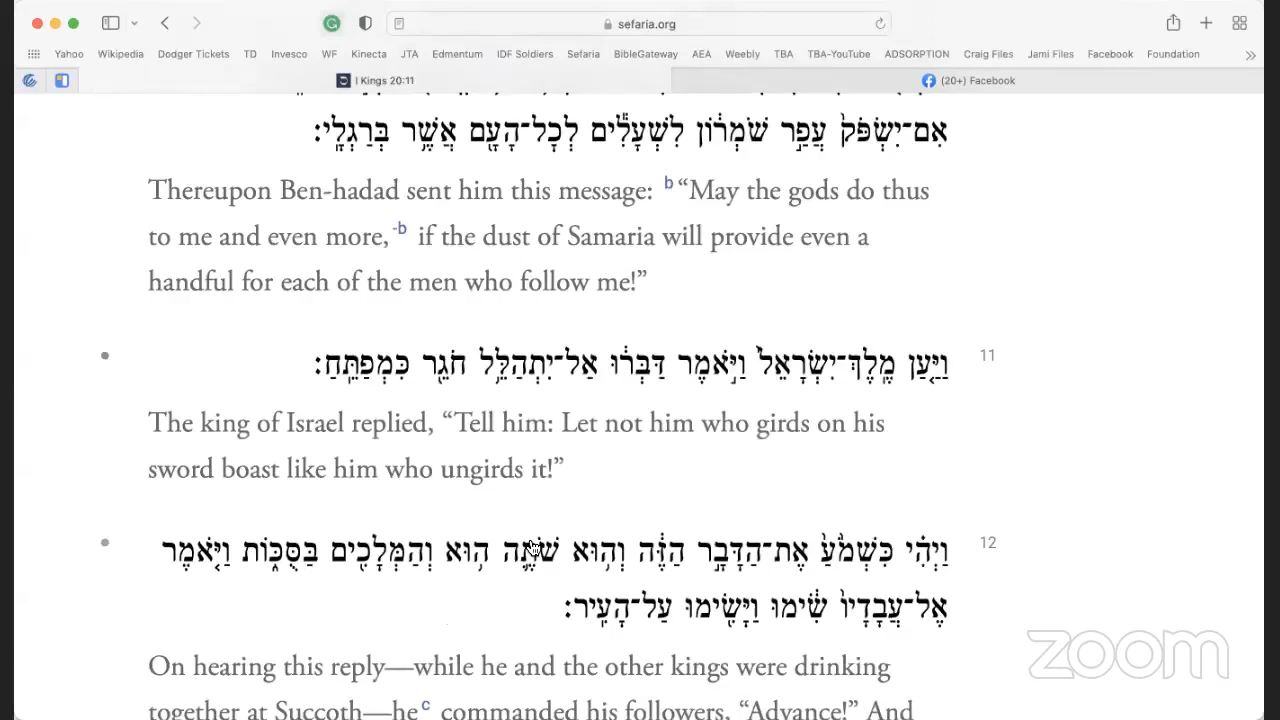 sefaria.org
Yahoo Wikipedia Dodger Tickets TD Invesco WF Kinecta JTA Edmentum IDF Soldiers Sefaria BibleGateway AEA Weebly TBA TBA-YouTube ADSORPTION Craig Files Jami Files Facebook Foundation
I Kings 20:11 (20+) Facebook
אִם־יִשְׂפֹּק֙ עֲפַ֣ר שֹׁמְר֔וֹן לִשְׁעָלִ֕ים לְכָל־הָעָ֖ם אֲשֶׁ֥ר בְּרַגְלָֽי׃
Thereupon Ben-hadad sent him this message: b“May the gods do thus
to me and even more,-b if the dust of Samaria will provide even a
handful for each of the men who follow me!”
11
וַיַּ֤עַן מֶֽלֶךְ־יִשְׂרָאֵל֙ וַיֹּ֣אמֶר דַּבְּר֔וּ אַל־יִתְהַלֵּ֥ל חֹגֵ֖ר כִּמְפַתֵּֽחַ׃
The king of Israel replied, “Tell him: Let not him who girds on his
sword boast like him who ungirds it!”
12
וַיְהִ֗י כִּשְׁמֹ֙עַ֙ אֶת־הַדָּבָ֣ר הַזֶּ֔ה וְה֥וּא שֹׁתֶ֛ה ה֥וּא וְהַמְּלָכִ֖ים בַּסֻּכּ֑וֹת וַיֹּ֤אמֶר
אֶל־עֲבָדָיו֙ שִׂ֔ימוּ וַיָּשִׂ֖ימוּ עַל־הָעִֽיר׃
On hearing this reply—while he and the other kings were drinking
together at Succoth—hec commanded his followers, “Advance!” And
zoom